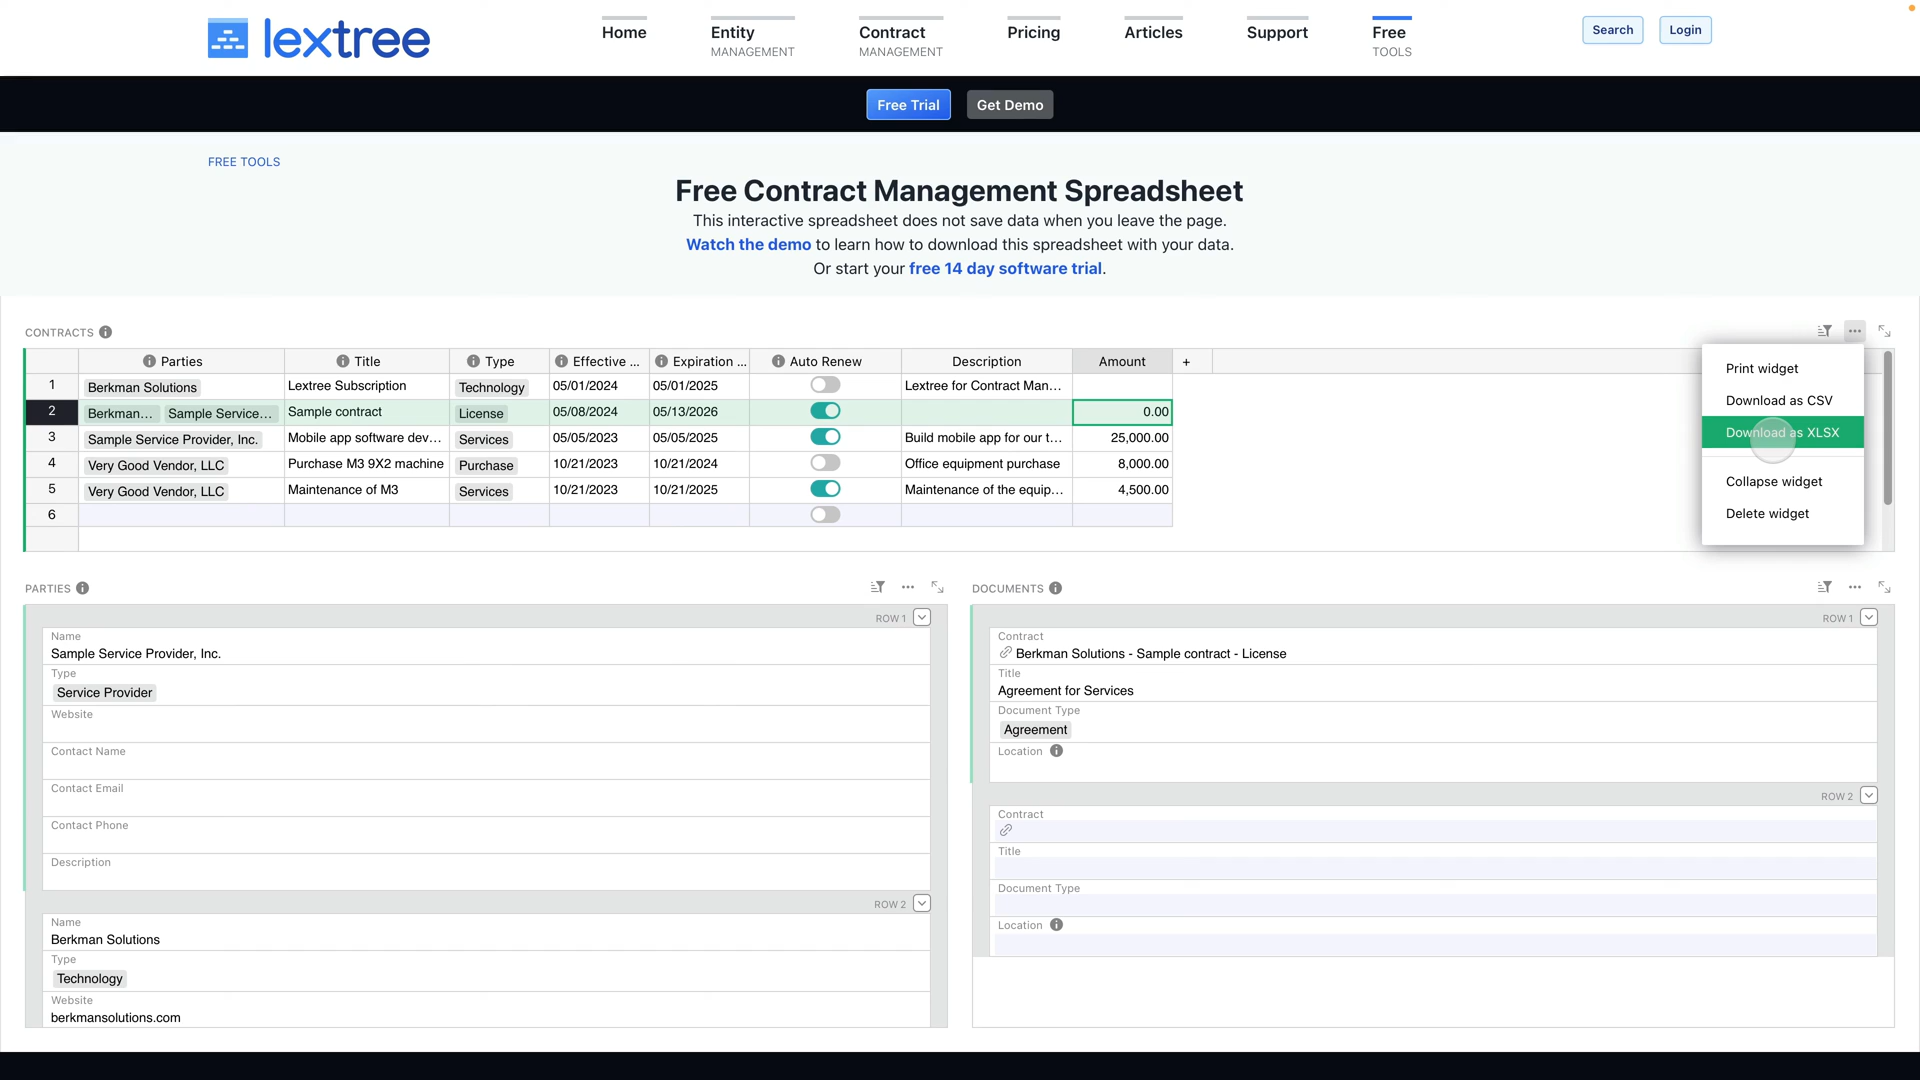 lextree
Home
Entity
MANAGEMENT
Contract
MANAGEMENT
Pricing
Articles
Support
Free
TOOLS
Search
Login
Free Trial
Get Demo
FREE TOOLS
Free Contract Management Spreadsheet
This interactive spreadsheet does not save data when you leave the page.
Watch the demo to learn how to download this spreadsheet with your data.
Or start your free 14 day software trial.
CONTRACTS
Parties Title Type Effective ... Expiration ... Auto Renew Description Amount +
1 Berkman Solutions Lextree Subscription Technology 05/01/2024 05/01/2025 Lextree for Contract Man...
2 Berkman... Sample Service... Sample contract License 05/08/2024 05/13/2026 0.00
3 Sample Service Provider, Inc. Mobile app software dev... Services 05/05/2023 05/05/2025 Build mobile app for our t... 25,000.00
4 Very Good Vendor, LLC Purchase M3 9X2 machine Purchase 10/21/2023 10/21/2024 Office equipment purchase 8,000.00
5 Very Good Vendor, LLC Maintenance of M3 Services 10/21/2023 10/21/2025 Maintenance of the equip... 4,500.00
6
Print widget
Download as CSV
Download as XLSX
Collapse widget
Delete widget
PARTIES
ROW 1
Name
Sample Service Provider, Inc.
Type
Service Provider
Website
Contact Name
Contact Email
Contact Phone
Description
ROW 2
Name
Berkman Solutions
Type
Technology
Website
berkmansolutions.com
DOCUMENTS
ROW 1
Contract
Berkman Solutions - Sample contract - License
Title
Agreement for Services
Document Type
Agreement
Location
ROW 2
Contract
Title
Document Type
Location